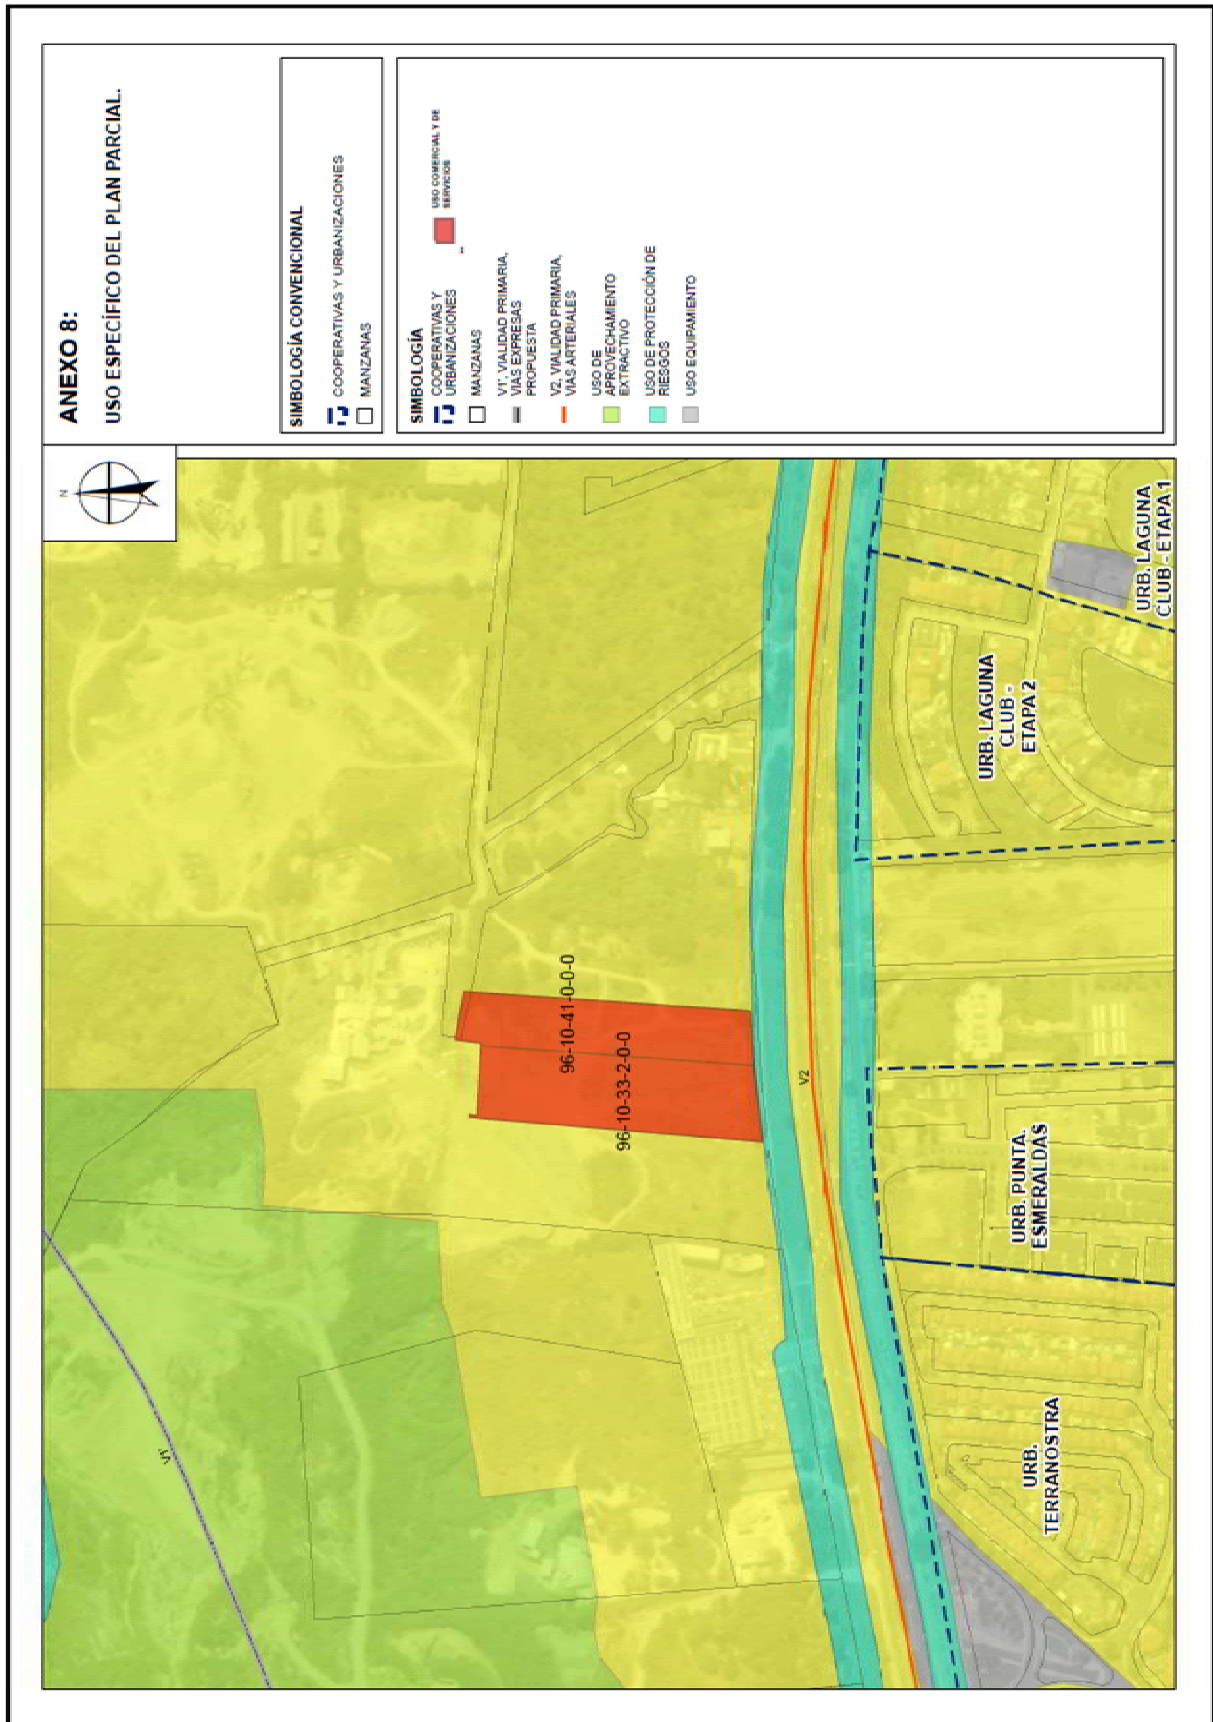 ANEXO 8:
USO ESPECÍFICO DEL PLAN PARCIAL.
SIMBOLOGÍA CONVENCIONAL
COOPERATIVAS Y URBANIZACIONES
MANZANAS
SIMBOLOGÍA
COOPERATIVAS Y
URBANIZACIONES
MANZANAS
V1', VIALIDAD PRIMARIA,
VIAS EXPRESAS
PROPUESTA
V2, VIALIDAD PRIMARIA,
VIAS ARTERIALES
USO DE
APROVECHAMIENTO
EXTRACTIVO
USO DE PROTECCIÓN DE
RIESGOS
USO EQUIPAMIENTO
USO COMERCIAL Y DE
SERVICIOS
N
V1'
96-10-41-0-0-0
96-10-33-2-0-0
V2
URB.
TERRANOSTRA
URB. PUNTA
ESMERALDAS
URB. LAGUNA
CLUB -
ETAPA 2
URB. LAGUNA
CLUB - ETAPA 1